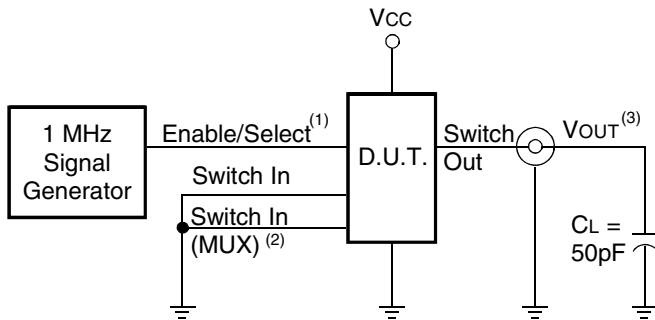 VCC
1 MHz
Signal
Generator
Enable/Select(1)
Switch In
Switch In
(MUX) (2)
D.U.T.
Switch
Out
VOUT(3)
CL =
50pF